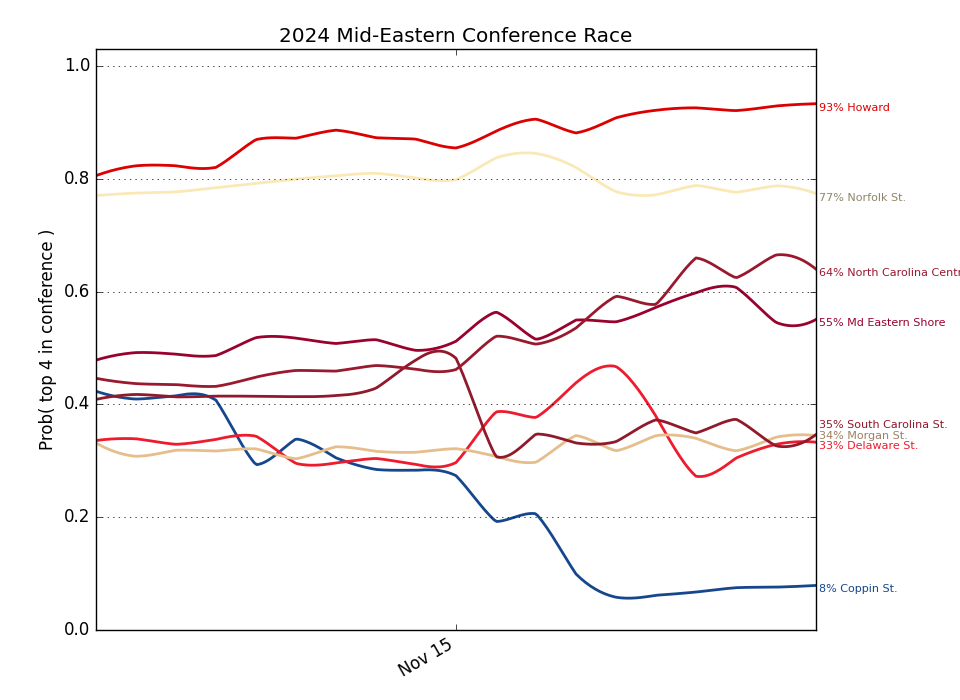 2024 Mid-Eastern Conference Race
Prob( top 4 in conference )
1.0
0.8
0.6
0.4
0.2
0.0
Nov 15
93% Howard
77% Norfolk St.
64% North Carolina Centr
55% Md Eastern Shore
35% South Carolina St.
34% Morgan St.
33% Delaware St.
8% Coppin St.